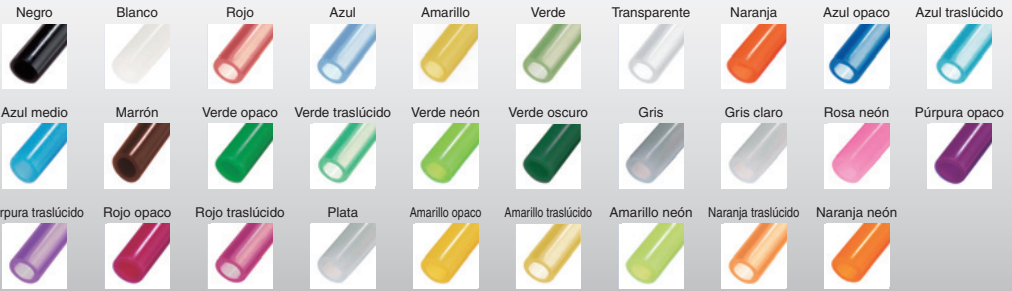 Negro Blanco Rojo Azul Amarillo Verde Transparente Naranja Azul opaco Azul traslúcido
Azul medio Marrón Verde opaco Verde traslúcido Verde neón Verde oscuro Gris Gris claro Rosa neón Púrpura opaco
rpura traslúcido Rojo opaco Rojo traslúcido Plata Amarillo opaco Amarillo traslúcido Amarillo neón Naranja traslúcido Naranja neón